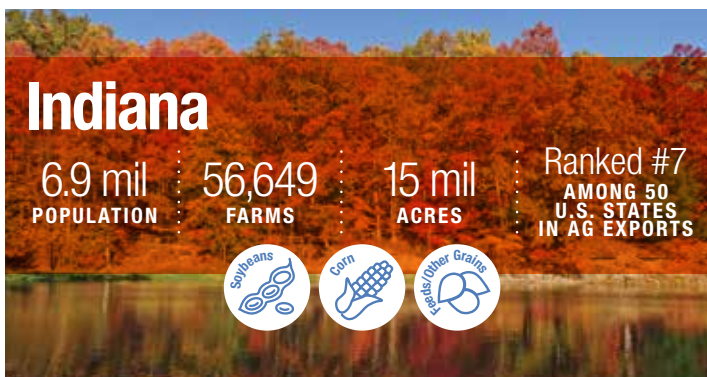 Indiana
6.9 mil
POPULATION
56,649
FARMS
15 mil
ACRES
Ranked #7
AMONG 50
U.S. STATES
IN AG EXPORTS
Soybeans
Corn
Feeds/Other Grains